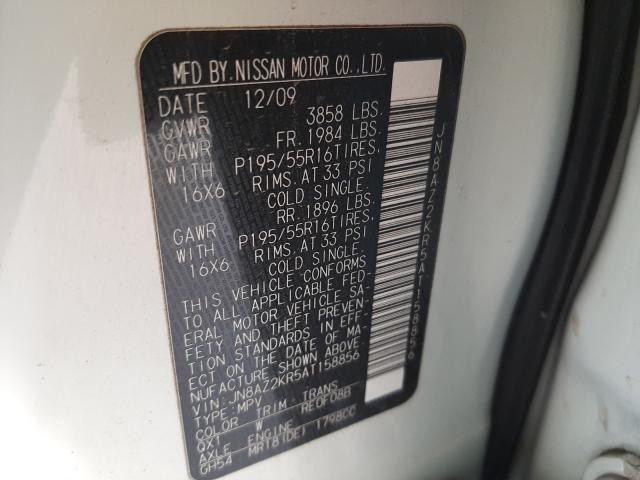 MFD BY.NISSAN MOTOR CO.,LTD.
DATE 12/09
GVWR 3858 LBS.
GAWR FR. 1984 LBS.
WITH P195/55R16TIRES,
16X6 RIMS.AT 33 PSI
COLD SINGLE.
GAWR RR. 1896 LBS.
WITH P195/55R16TIRES,
16X6 RIMS.AT 33 PSI
COLD SINGLE.
THIS VEHICLE CONFORMS
TO ALL APPLICABLE FED-
ERAL MOTOR VEHICLE SA-
FETY AND THEFT PREVEN-
TION STANDARDS IN EFF-
ECT ON THE DATE OF MA-
NUFACTURE SHOWN ABOVE.
VIN:JN8AZ2KR5AT158856
TYPE:MPV
COLOR TRIM TRANS
QX1 W RE0F08B
AXLE ENGINE
GH54 MRT8(DE) 1798CC
JN8AZ2KR5AT158856